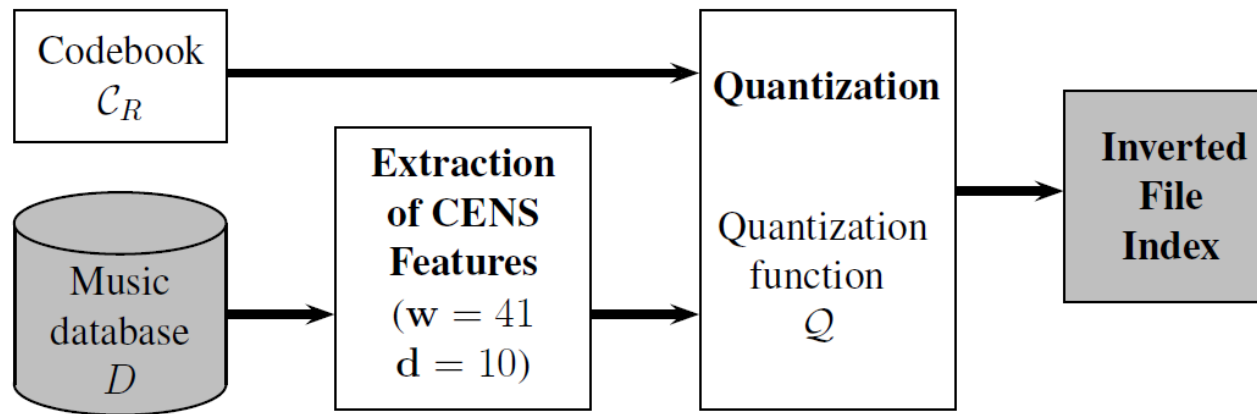 Codebook
𝒞_R
Music
database
D
Extraction
of CENS
Features
(w = 41
d = 10)
Quantization
Quantization
function
𝒬
Inverted
File
Index